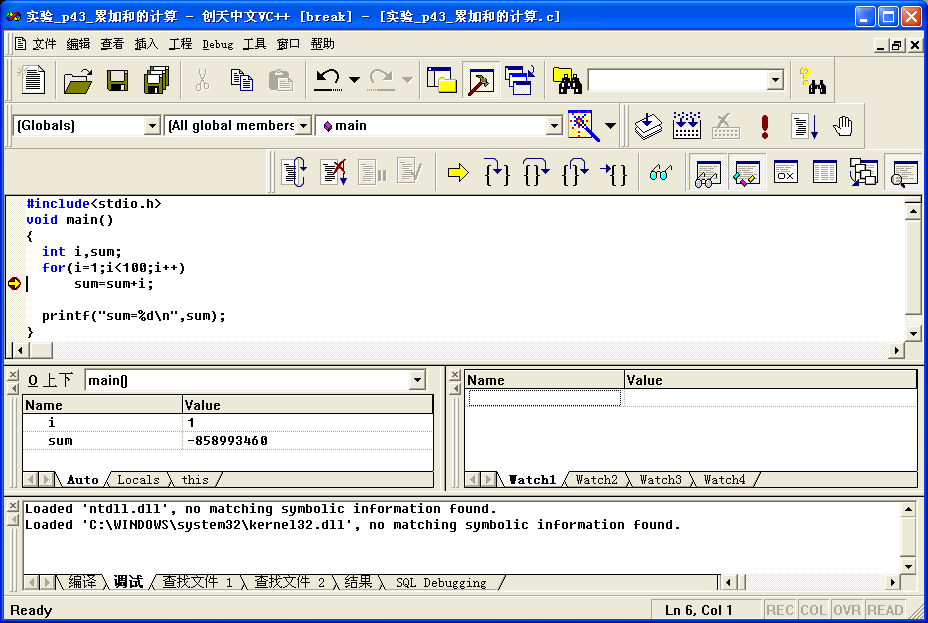 实验_p43_累加和的计算 - 创天中文VC++ [break] - [实验_p43_累加和的计算.c]
文件 编辑 查看 插入 工程 Debug 工具 窗口 帮助
(Globals) (All global members main
#include<stdio.h>
void main()
{
int i,sum;
for(i=1;i<100;i++)
sum=sum+i;
printf("sum=%d\n",sum);
}
O上下 main()
Name Value
i 1
sum -858993460
Auto Locals this
Name Value
Watch1 Watch2 Watch3 Watch4
Loaded 'ntdll.dll', no matching symbolic information found.
Loaded 'C:\WINDOWS\system32\kernel32.dll', no matching symbolic information found.
编译 调试 查找文件 1 查找文件 2 结果 SQL Debugging
Ready Ln 6, Col 1 REC COL OVR READ